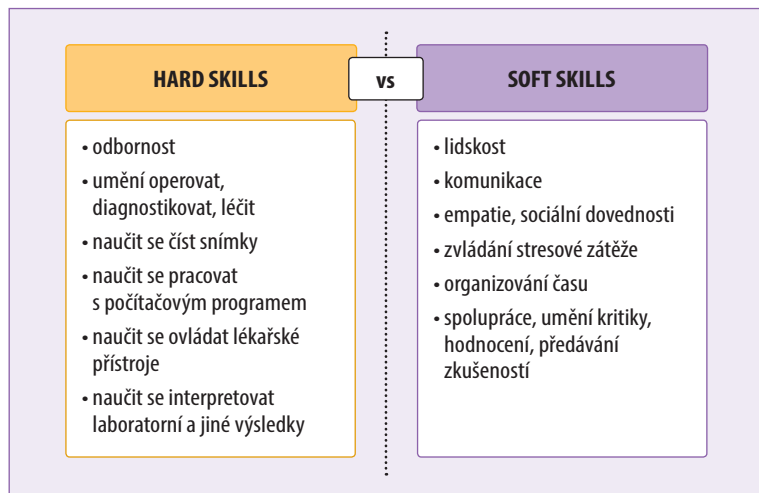 HARD SKILLS
vs
SOFT SKILLS
• odbornost
• umění operovat,
diagnostikovat, léčit
• naučit se číst snímky
• naučit se pracovat
s počítačovým programem
• naučit se ovládat lékařské
přístroje
• naučit se interpretovat
laboratorní a jiné výsledky
• lidskost
• komunikace
• empatie, sociální dovednosti
• zvládání stresové zátěže
• organizování času
• spolupráce, umění kritiky,
hodnocení, předávání
zkušeností